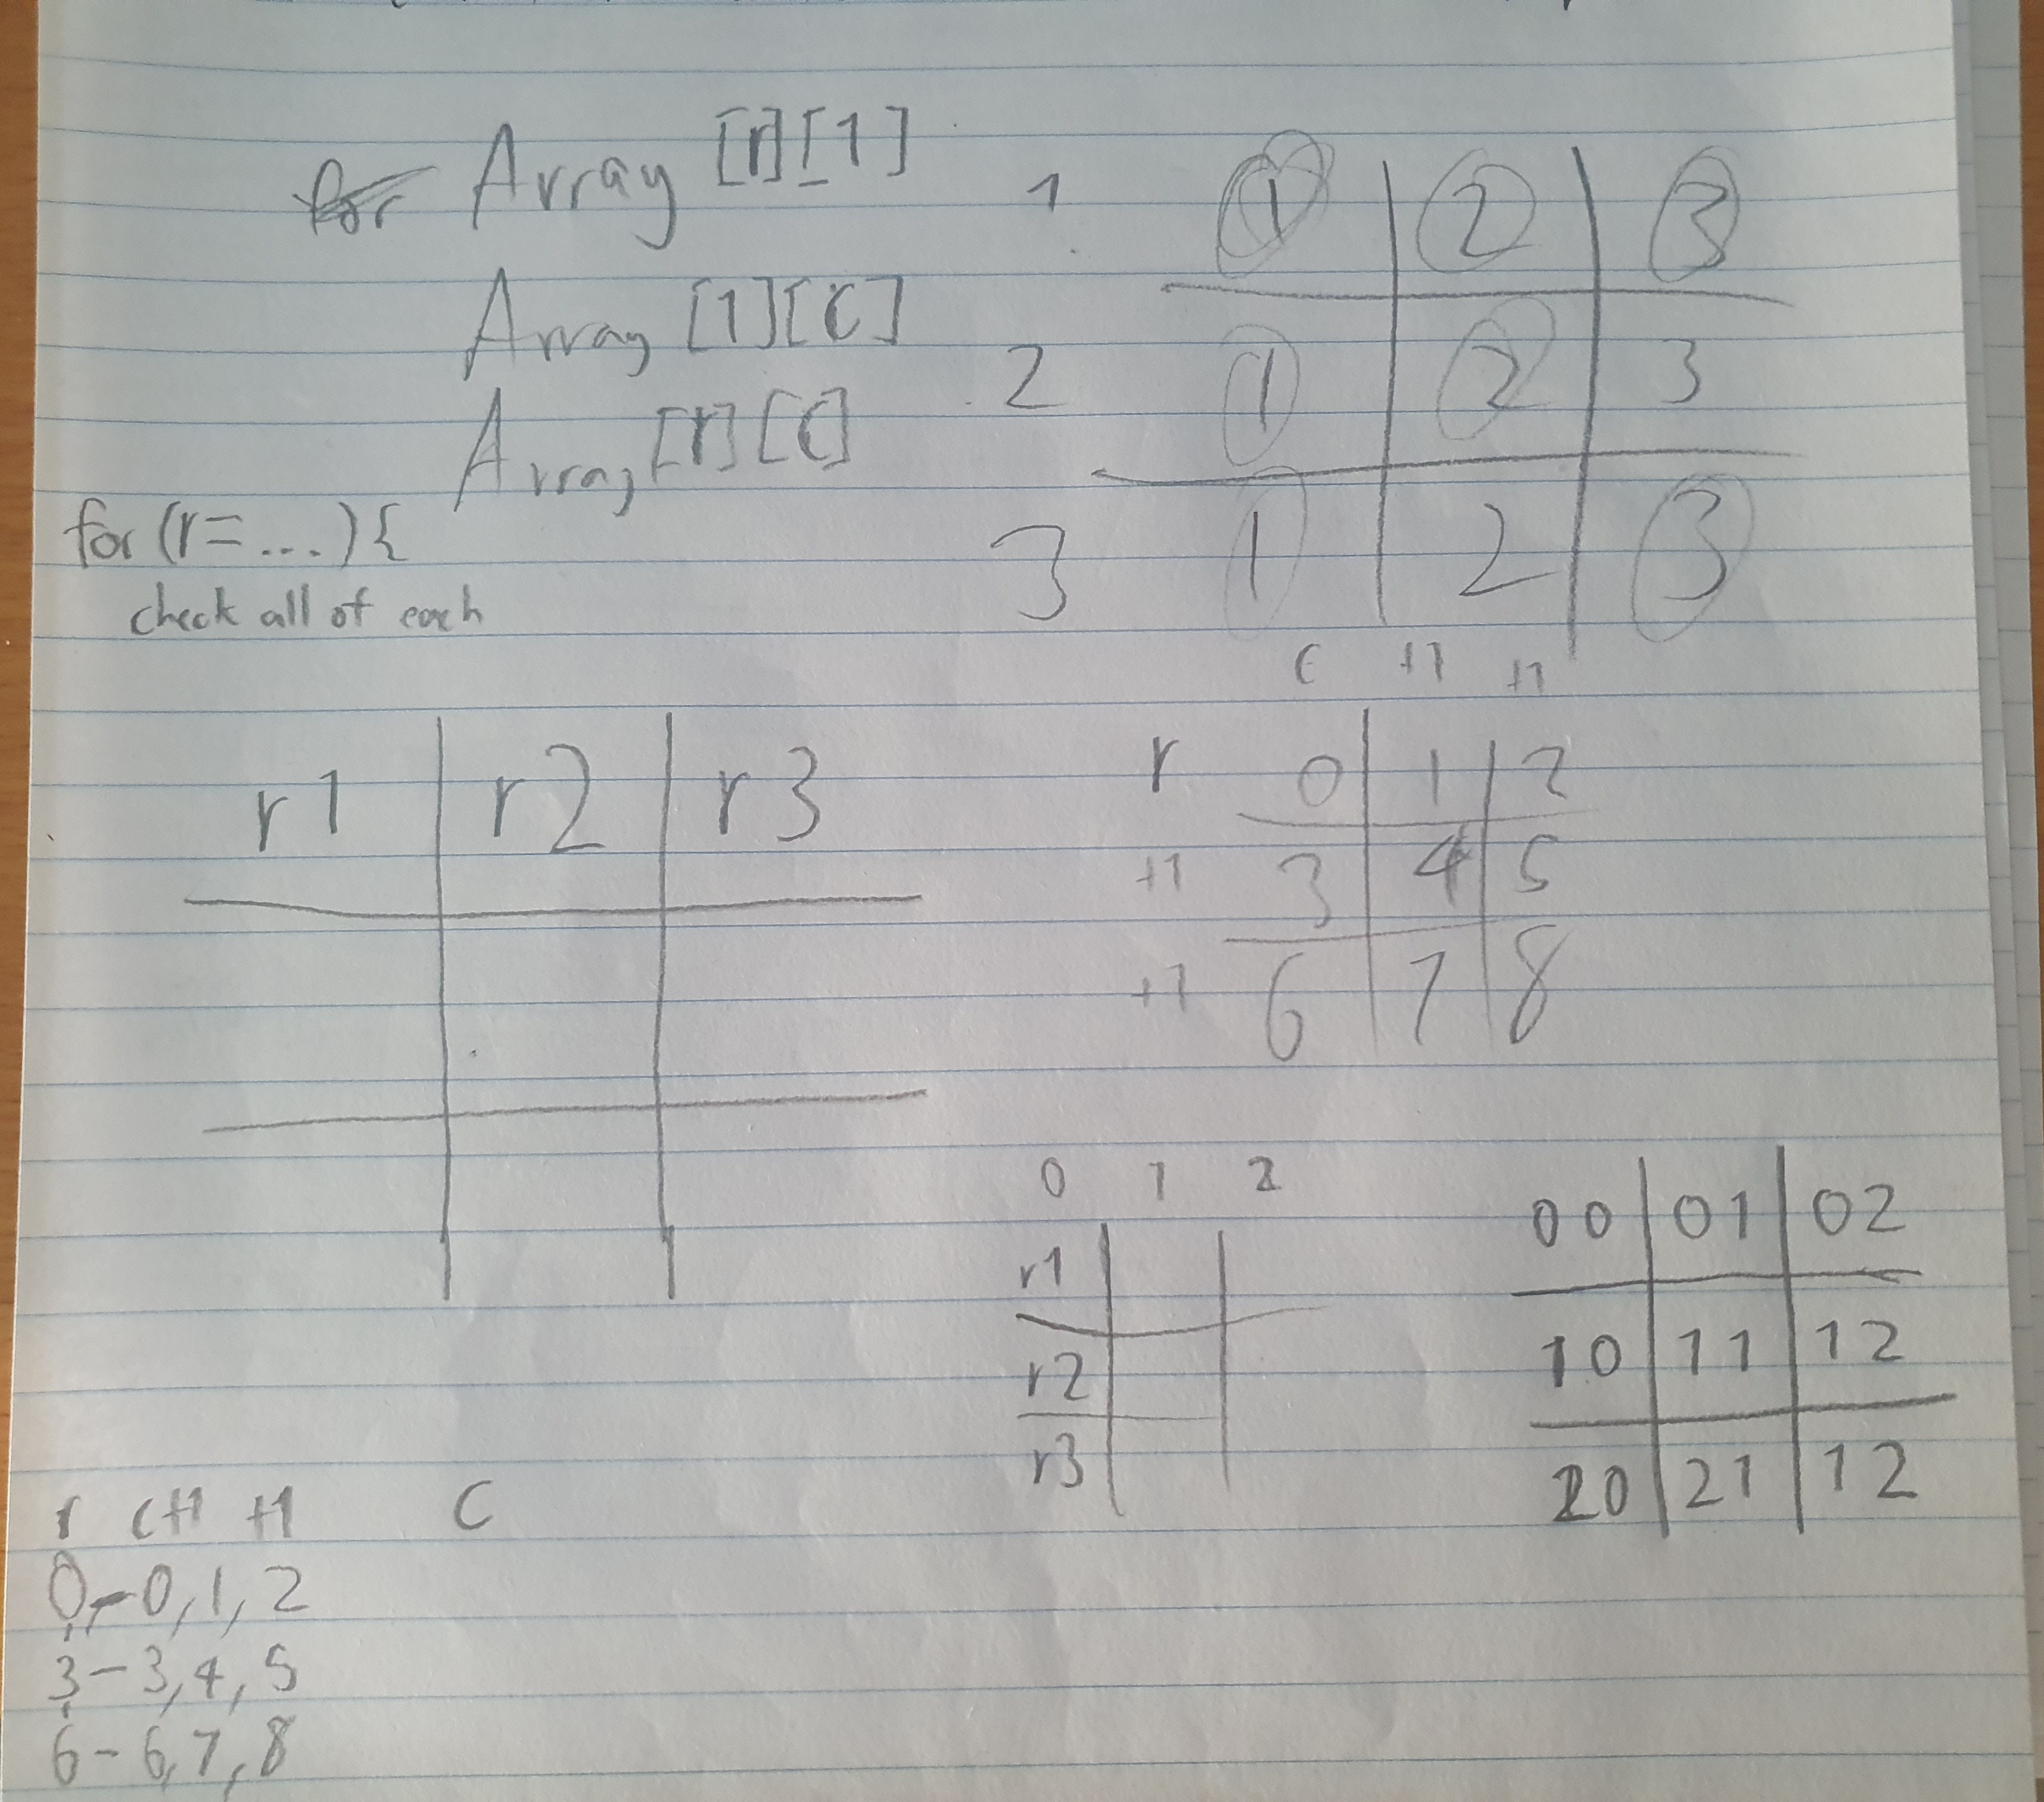 for Array [r][1]
Array [1][c]
Array [r][c]
for (r=...) {
check all of each
1 1 2 3
2 1 2 3
3 1 2 3
r1 r2 r3
c +1 +1
r 0 1 2
+1 3 4 5
+1 6 7 8
0 1 2
r1
r2
r3
00 01 02
10 11 12
20 21 12
r c+1 +1 c
0-0,1,2
3-3,4,5
6-6,7,8